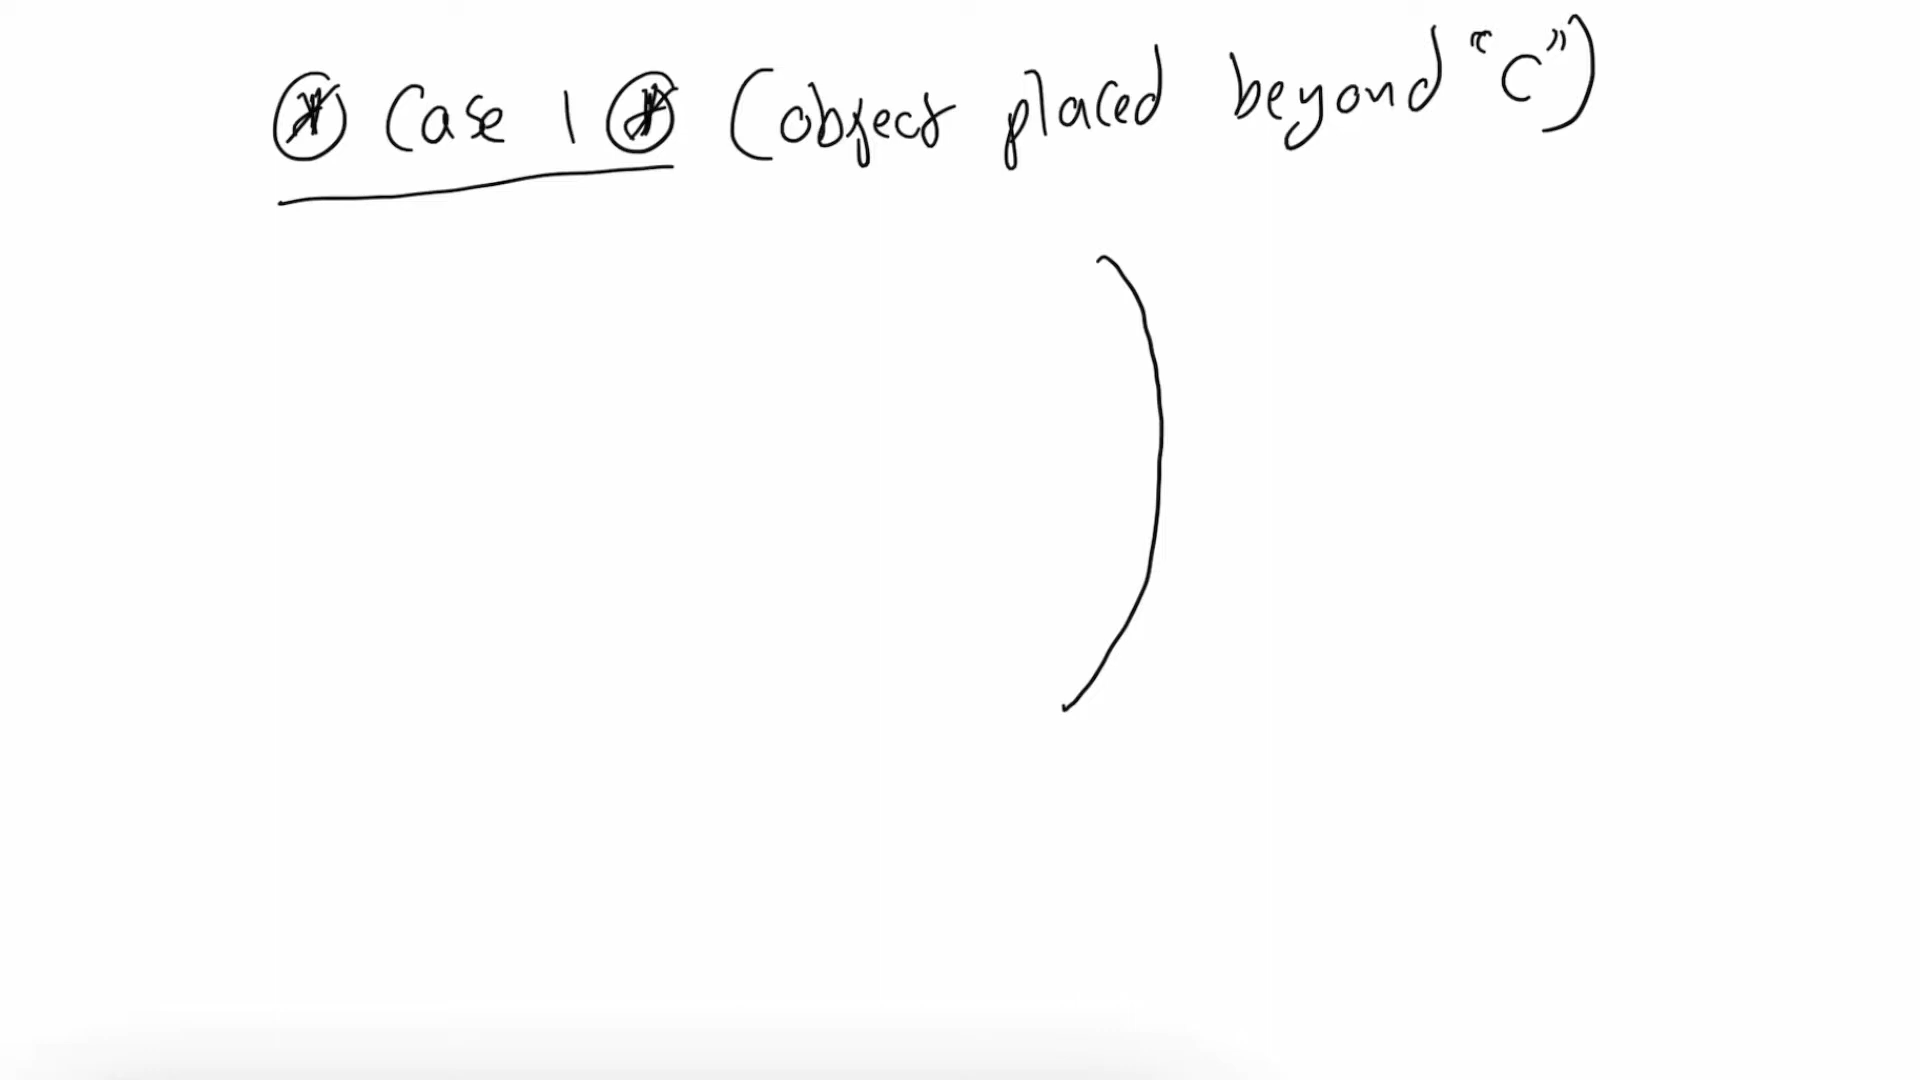 ⊛ Case 1 ⊛ (object placed beyond "C")